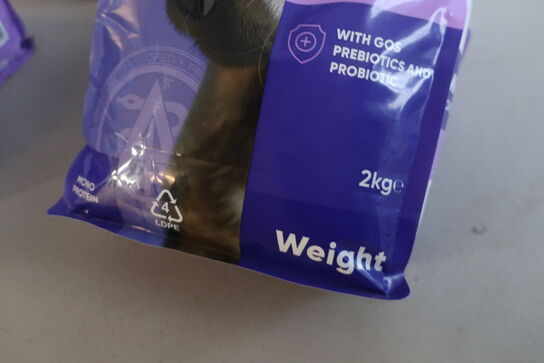 WITH GOS
PREBIOTICS AND
PROBIOTIC
2kg℮
MONO
PROTEIN
4
LDPE
Weight